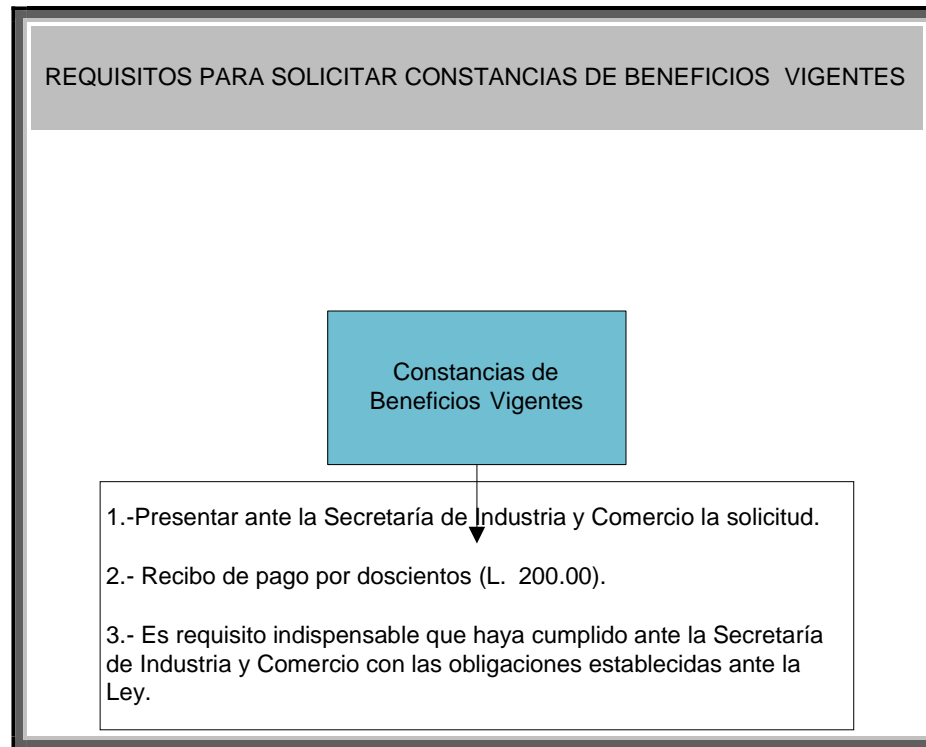 REQUISITOS PARA SOLICITAR CONSTANCIAS DE BENEFICIOS VIGENTES
Constancias de
Beneficios Vigentes
1.-Presentar ante la Secretaría de Industria y Comercio la solicitud.
2.- Recibo de pago por doscientos (L. 200.00).
3.- Es requisito indispensable que haya cumplido ante la Secretaría
de Industria y Comercio con las obligaciones establecidas ante la
Ley.